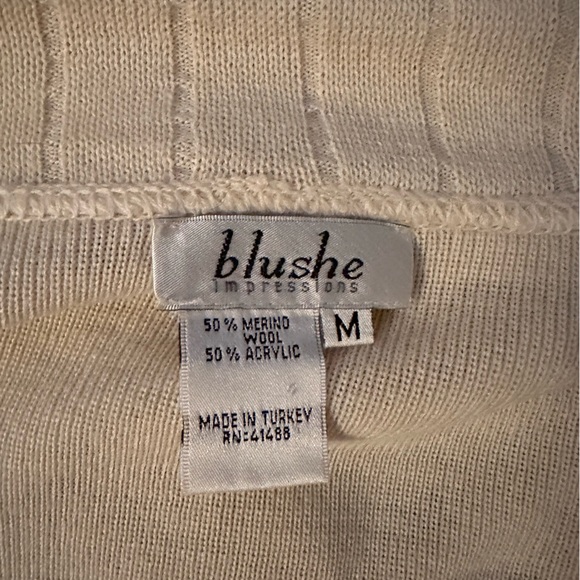 blushe
impressions
M
50 % MERINO
WOOL
50 % ACRYLIC
MADE IN TURKEY
RN:41488